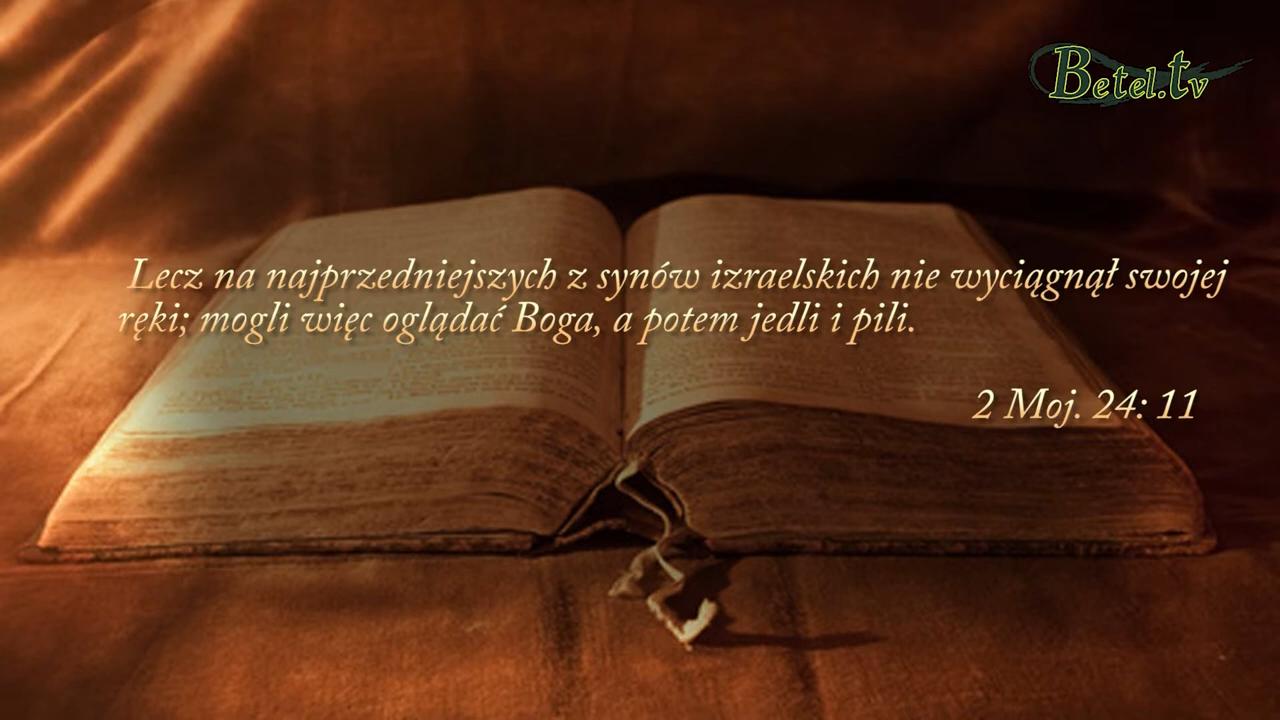 Betel.tv
Lecz na najprzedniejszych z synów izraelskich nie wyciągnął swojej
ręki; mogli więc oglądać Boga, a potem jedli i pili.
2 Moj. 24: 11